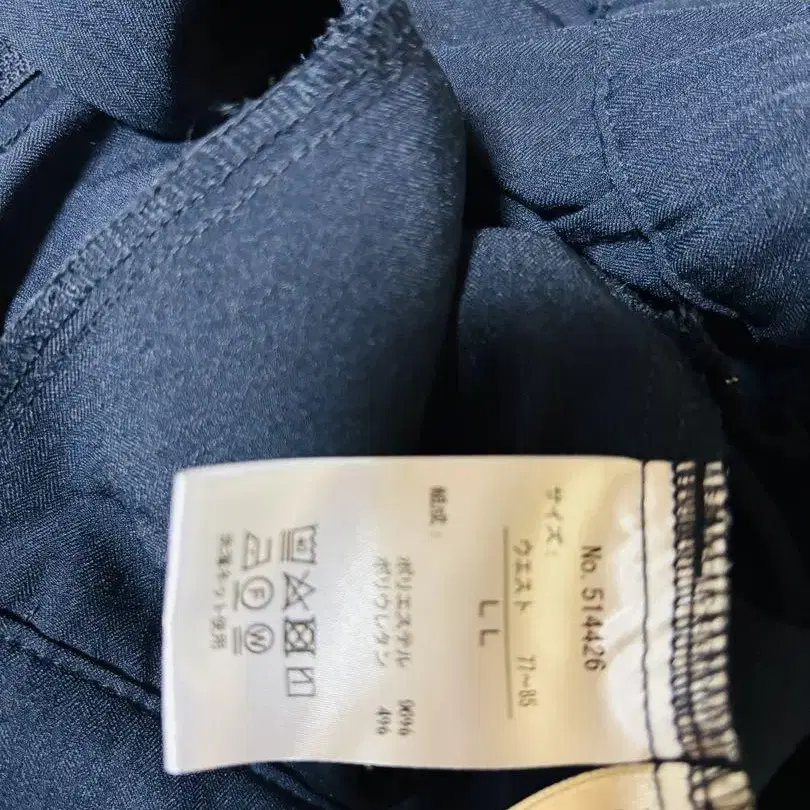 No. 514426
サイズ:
ウエスト 77~85
LL
組成:
ポリエステル 96%
ポリウレタン 4%
F W